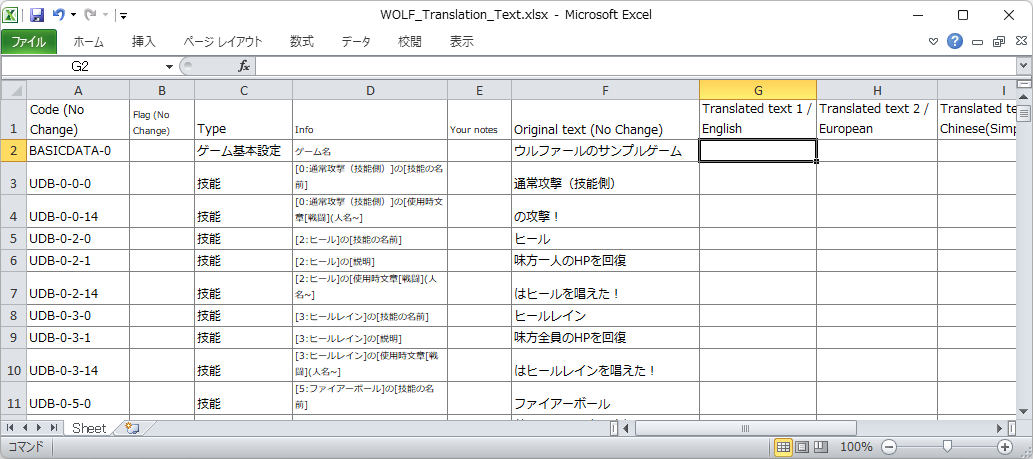 WOLF_Translation_Text.xlsx - Microsoft Excel
ファイル ホーム 挿入 ページ レイアウト 数式 データ 校閲 表示
G2 fx
A B C D E F G H I
1 Code (No Change) Flag (No Change) Type Info Your notes Original text (No Change) Translated text 1 / English Translated text 2 / European Translated te Chinese(Simp
2 BASICDATA-0 ゲーム基本設定 ゲーム名 ウルファールのサンプルゲーム
3 UDB-0-0-0 技能 [0:通常攻撃（技能側）]の[技能の名前] 通常攻撃（技能側）
4 UDB-0-0-14 技能 [0:通常攻撃（技能側）]の[使用時文章[戦闘](人名~] の攻撃！
5 UDB-0-2-0 技能 [2:ヒール]の[技能の名前] ヒール
6 UDB-0-2-1 技能 [2:ヒール]の[説明] 味方一人のHPを回復
7 UDB-0-2-14 技能 [2:ヒール]の[使用時文章[戦闘](人名~] はヒールを唱えた！
8 UDB-0-3-0 技能 [3:ヒールレイン]の[技能の名前] ヒールレイン
9 UDB-0-3-1 技能 [3:ヒールレイン]の[説明] 味方全員のHPを回復
10 UDB-0-3-14 技能 [3:ヒールレイン]の[使用時文章[戦闘](人名~] はヒールレインを唱えた！
11 UDB-0-5-0 技能 [5:ファイアーボール]の[技能の名前] ファイアーボール
Sheet
コマンド 100%